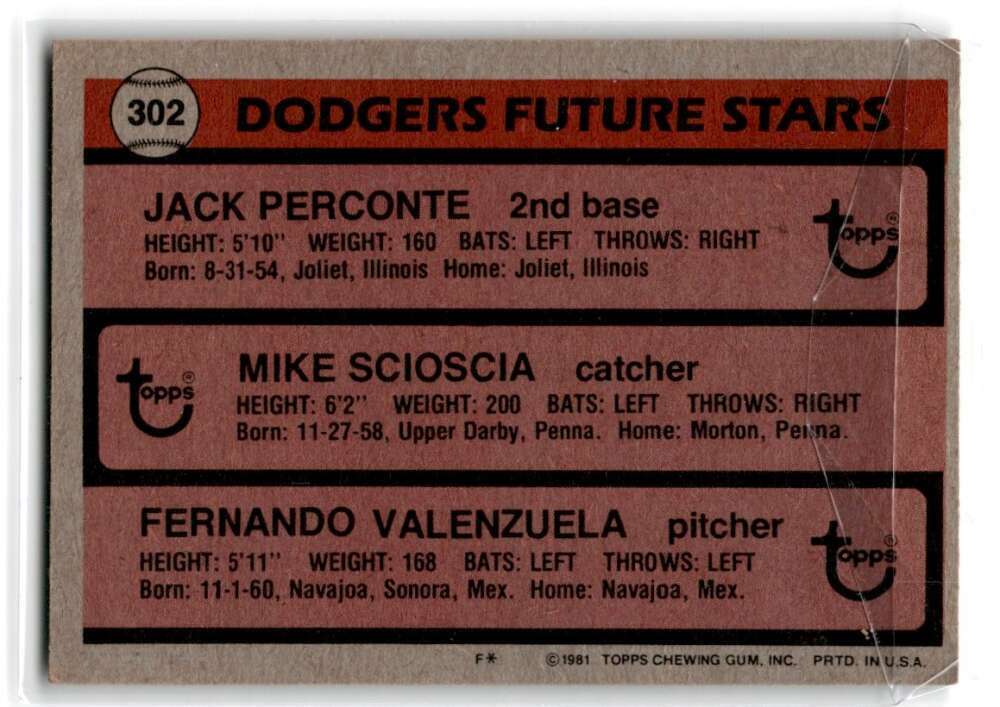 302 DODGERS FUTURE STARS
JACK PERCONTE 2nd base
HEIGHT: 5'10" WEIGHT: 160 BATS: LEFT THROWS: RIGHT
Born: 8-31-54, Joliet, Illinois Home: Joliet, Illinois
topps®
MIKE SCIOSCIA catcher
HEIGHT: 6'2" WEIGHT: 200 BATS: LEFT THROWS: RIGHT
Born: 11-27-58, Upper Darby, Penna. Home: Morton, Penna.
topps®
FERNANDO VALENZUELA pitcher
HEIGHT: 5'11" WEIGHT: 168 BATS: LEFT THROWS: LEFT
Born: 11-1-60, Navajoa, Sonora, Mex. Home: Navajoa, Mex.
topps®
F* ©1981 TOPPS CHEWING GUM, INC. PRTD. IN U.S.A.